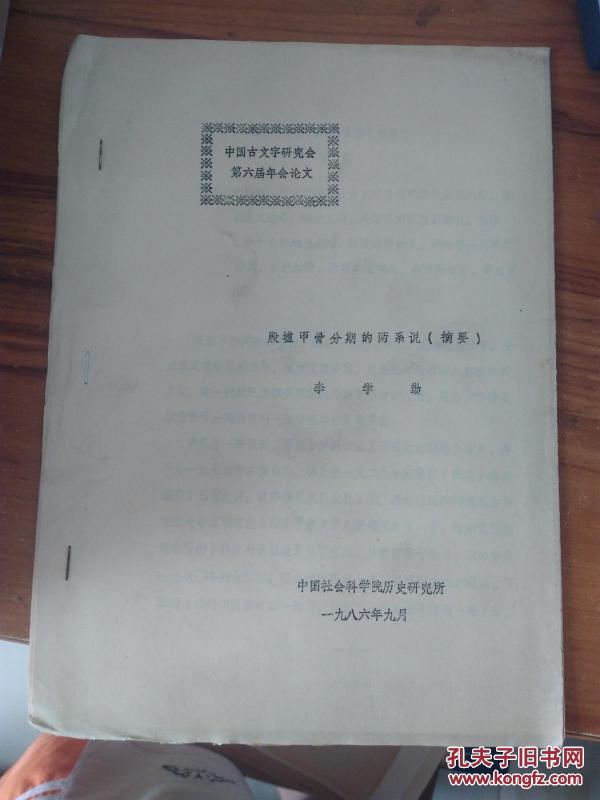 中国古文字研究会
第六届年会论文
殷墟甲骨分期的两系说(摘要)
李学勤
中国社会科学院历史研究所
一九八六年九月
孔夫子旧书网
www.kongfz.com